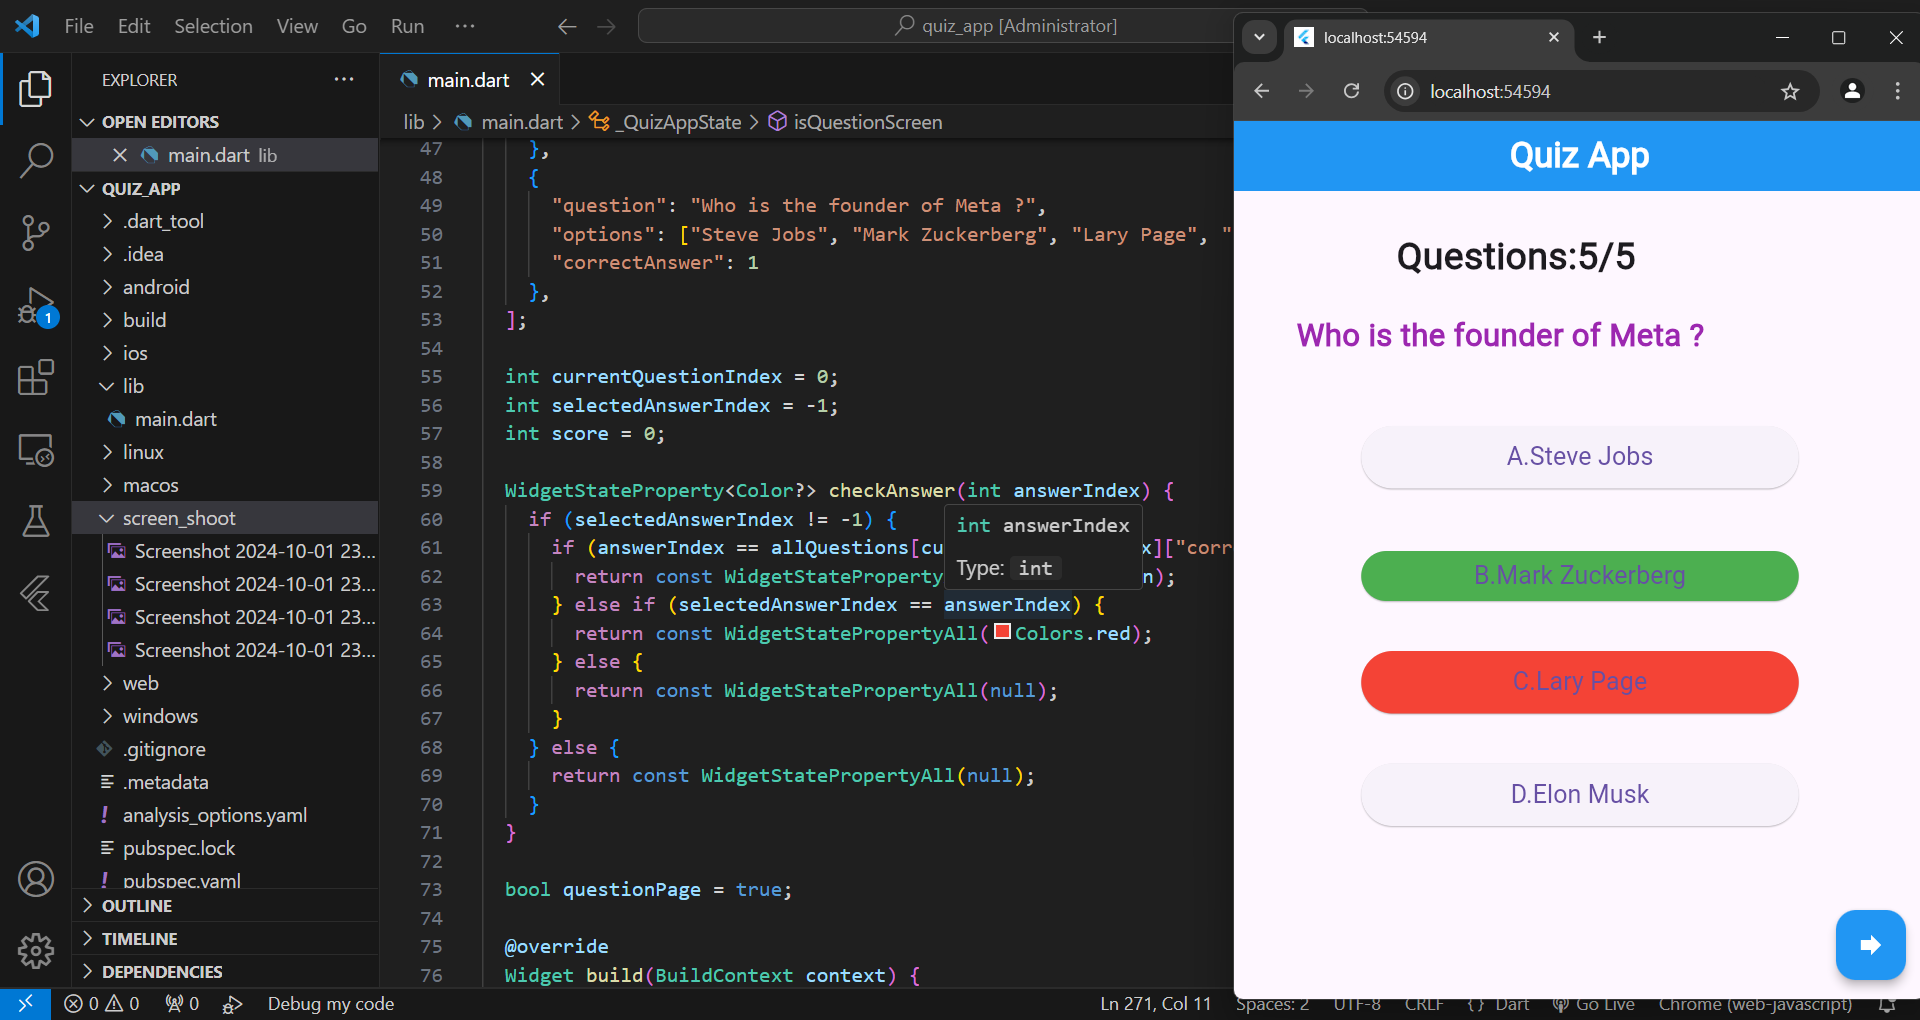 File Edit Selection View Go Run ···
quiz_app [Administrator]
EXPLORER
OPEN EDITORS
main.dart lib
QUIZ_APP
.dart_tool
.idea
android
build
ios
lib
main.dart
linux
macos
screen_shoot
Screenshot 2024-10-01 23...
Screenshot 2024-10-01 23...
Screenshot 2024-10-01 23...
Screenshot 2024-10-01 23...
web
windows
.gitignore
.metadata
analysis_options.yaml
pubspec.lock
pubspec.yaml
OUTLINE
TIMELINE
DEPENDENCIES
1
main.dart
lib > main.dart > _QuizAppState > isQuestionScreen
47 },
48 {
49 "question": "Who is the founder of Meta ?",
50 "options": ["Steve Jobs", "Mark Zuckerberg", "Lary Page", "
51 "correctAnswer": 1
52 },
53 ];
54
55 int currentQuestionIndex = 0;
56 int selectedAnswerIndex = -1;
57 int score = 0;
58
59 WidgetStateProperty<Color?> checkAnswer(int answerIndex) {
60 if (selectedAnswerIndex != -1) {
61 if (answerIndex == allQuestions[cu x]["corr
62 return const WidgetStateProperty n);
63 } else if (selectedAnswerIndex == answerIndex) {
64 return const WidgetStatePropertyAll(Colors.red);
65 } else {
66 return const WidgetStatePropertyAll(null);
67 }
68 } else {
69 return const WidgetStatePropertyAll(null);
70 }
71 }
72
73 bool questionPage = true;
74
75 @override
76 Widget build(BuildContext context) {
int answerIndex
Type: int
localhost:54594
localhost:54594
Quiz App
Questions:5/5
Who is the founder of Meta ?
A.Steve Jobs
B.Mark Zuckerberg
C.Lary Page
D.Elon Musk
0 0 0 Debug my code
Ln 271, Col 11 Spaces: 2 UTF-8 CRLF {} Dart Go Live Chrome (web-javascript)